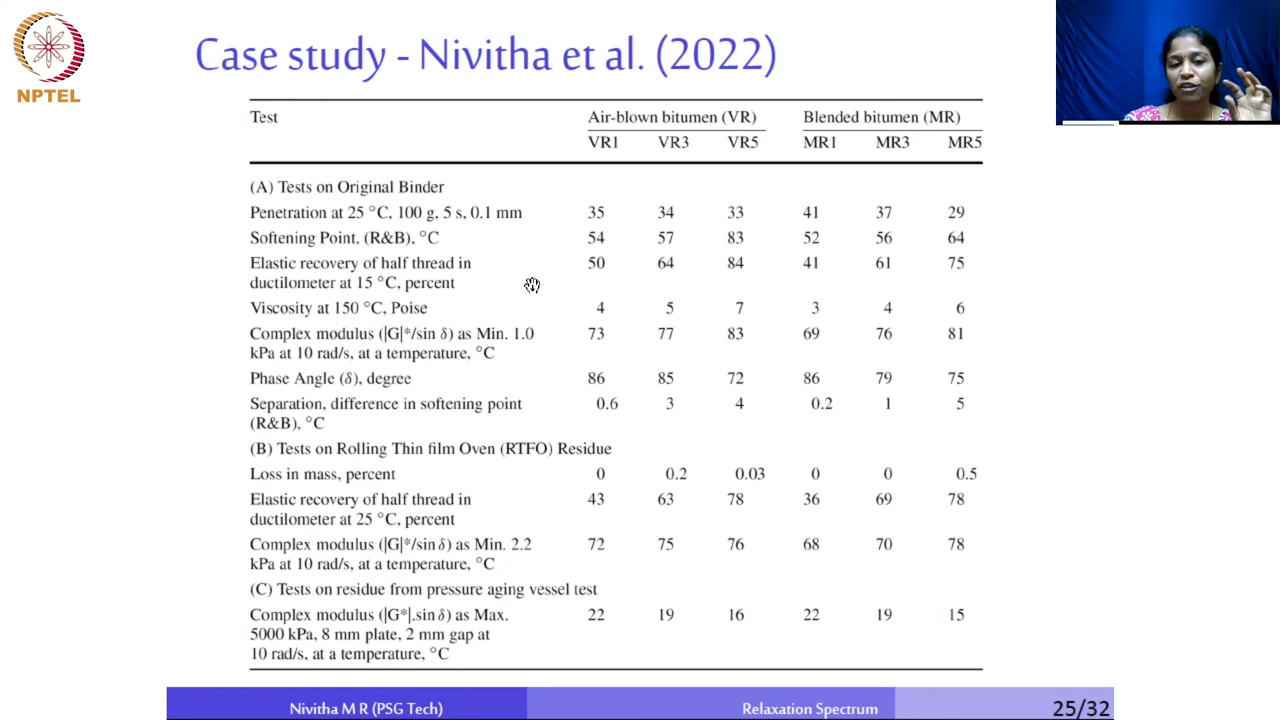 NPTEL
Case study - Nivitha et al. (2022)
Test Air-blown bitumen (VR) Blended bitumen (MR)
VR1 VR3 VR5 MR1 MR3 MR5
(A) Tests on Original Binder
Penetration at 25 °C, 100 g, 5 s, 0.1 mm 35 34 33 41 37 29
Softening Point, (R&B), °C 54 57 83 52 56 64
Elastic recovery of half thread in 50 64 84 41 61 75
ductilometer at 15 °C, percent
Viscosity at 150 °C, Poise 4 5 7 3 4 6
Complex modulus (|G|*/sin δ) as Min. 1.0 73 77 83 69 76 81
kPa at 10 rad/s, at a temperature, °C
Phase Angle (δ), degree 86 85 72 86 79 75
Separation, difference in softening point 0.6 3 4 0.2 1 5
(R&B), °C
(B) Tests on Rolling Thin film Oven (RTFO) Residue
Loss in mass, percent 0 0.2 0.03 0 0 0.5
Elastic recovery of half thread in 43 63 78 36 69 78
ductilometer at 25 °C, percent
Complex modulus (|G|*/sin δ) as Min. 2.2 72 75 76 68 70 78
kPa at 10 rad/s, at a temperature, °C
(C) Tests on residue from pressure aging vessel test
Complex modulus (|G*|.sin δ) as Max. 22 19 16 22 19 15
5000 kPa, 8 mm plate, 2 mm gap at
10 rad/s, at a temperature, °C
Nivitha M R (PSG Tech) Relaxation Spectrum 25/32